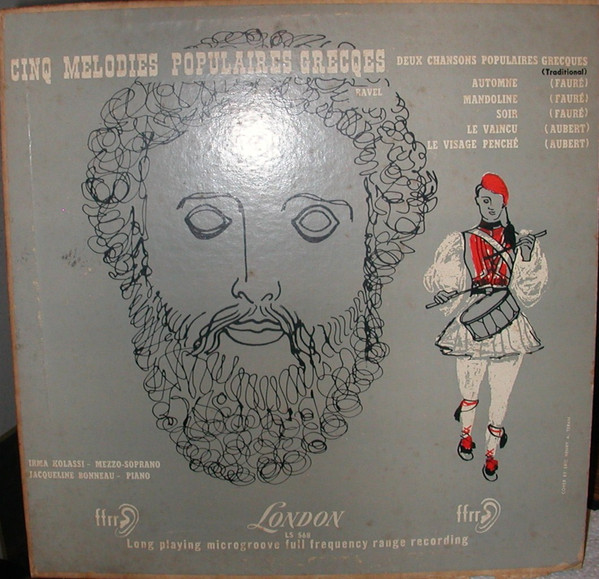 CINQ MELODIES POPULAIRES GRECQES
RAVEL
DEUX CHANSONS POPULAIRES GRECQUES
(Traditional)
AUTOMNE (FAURÉ)
MANDOLINE (FAURÉ)
SOIR (FAURÉ)
LE VAINCU (AUBERT)
LE VISAGE PENCHÉ (AUBERT)
IRMA KOLASSI - MEZZO-SOPRANO
JACQUELINE BONNEAU - PIANO
ffrr
LONDON
ffrr
LS 568
Long playing microgroove full frequency range recording